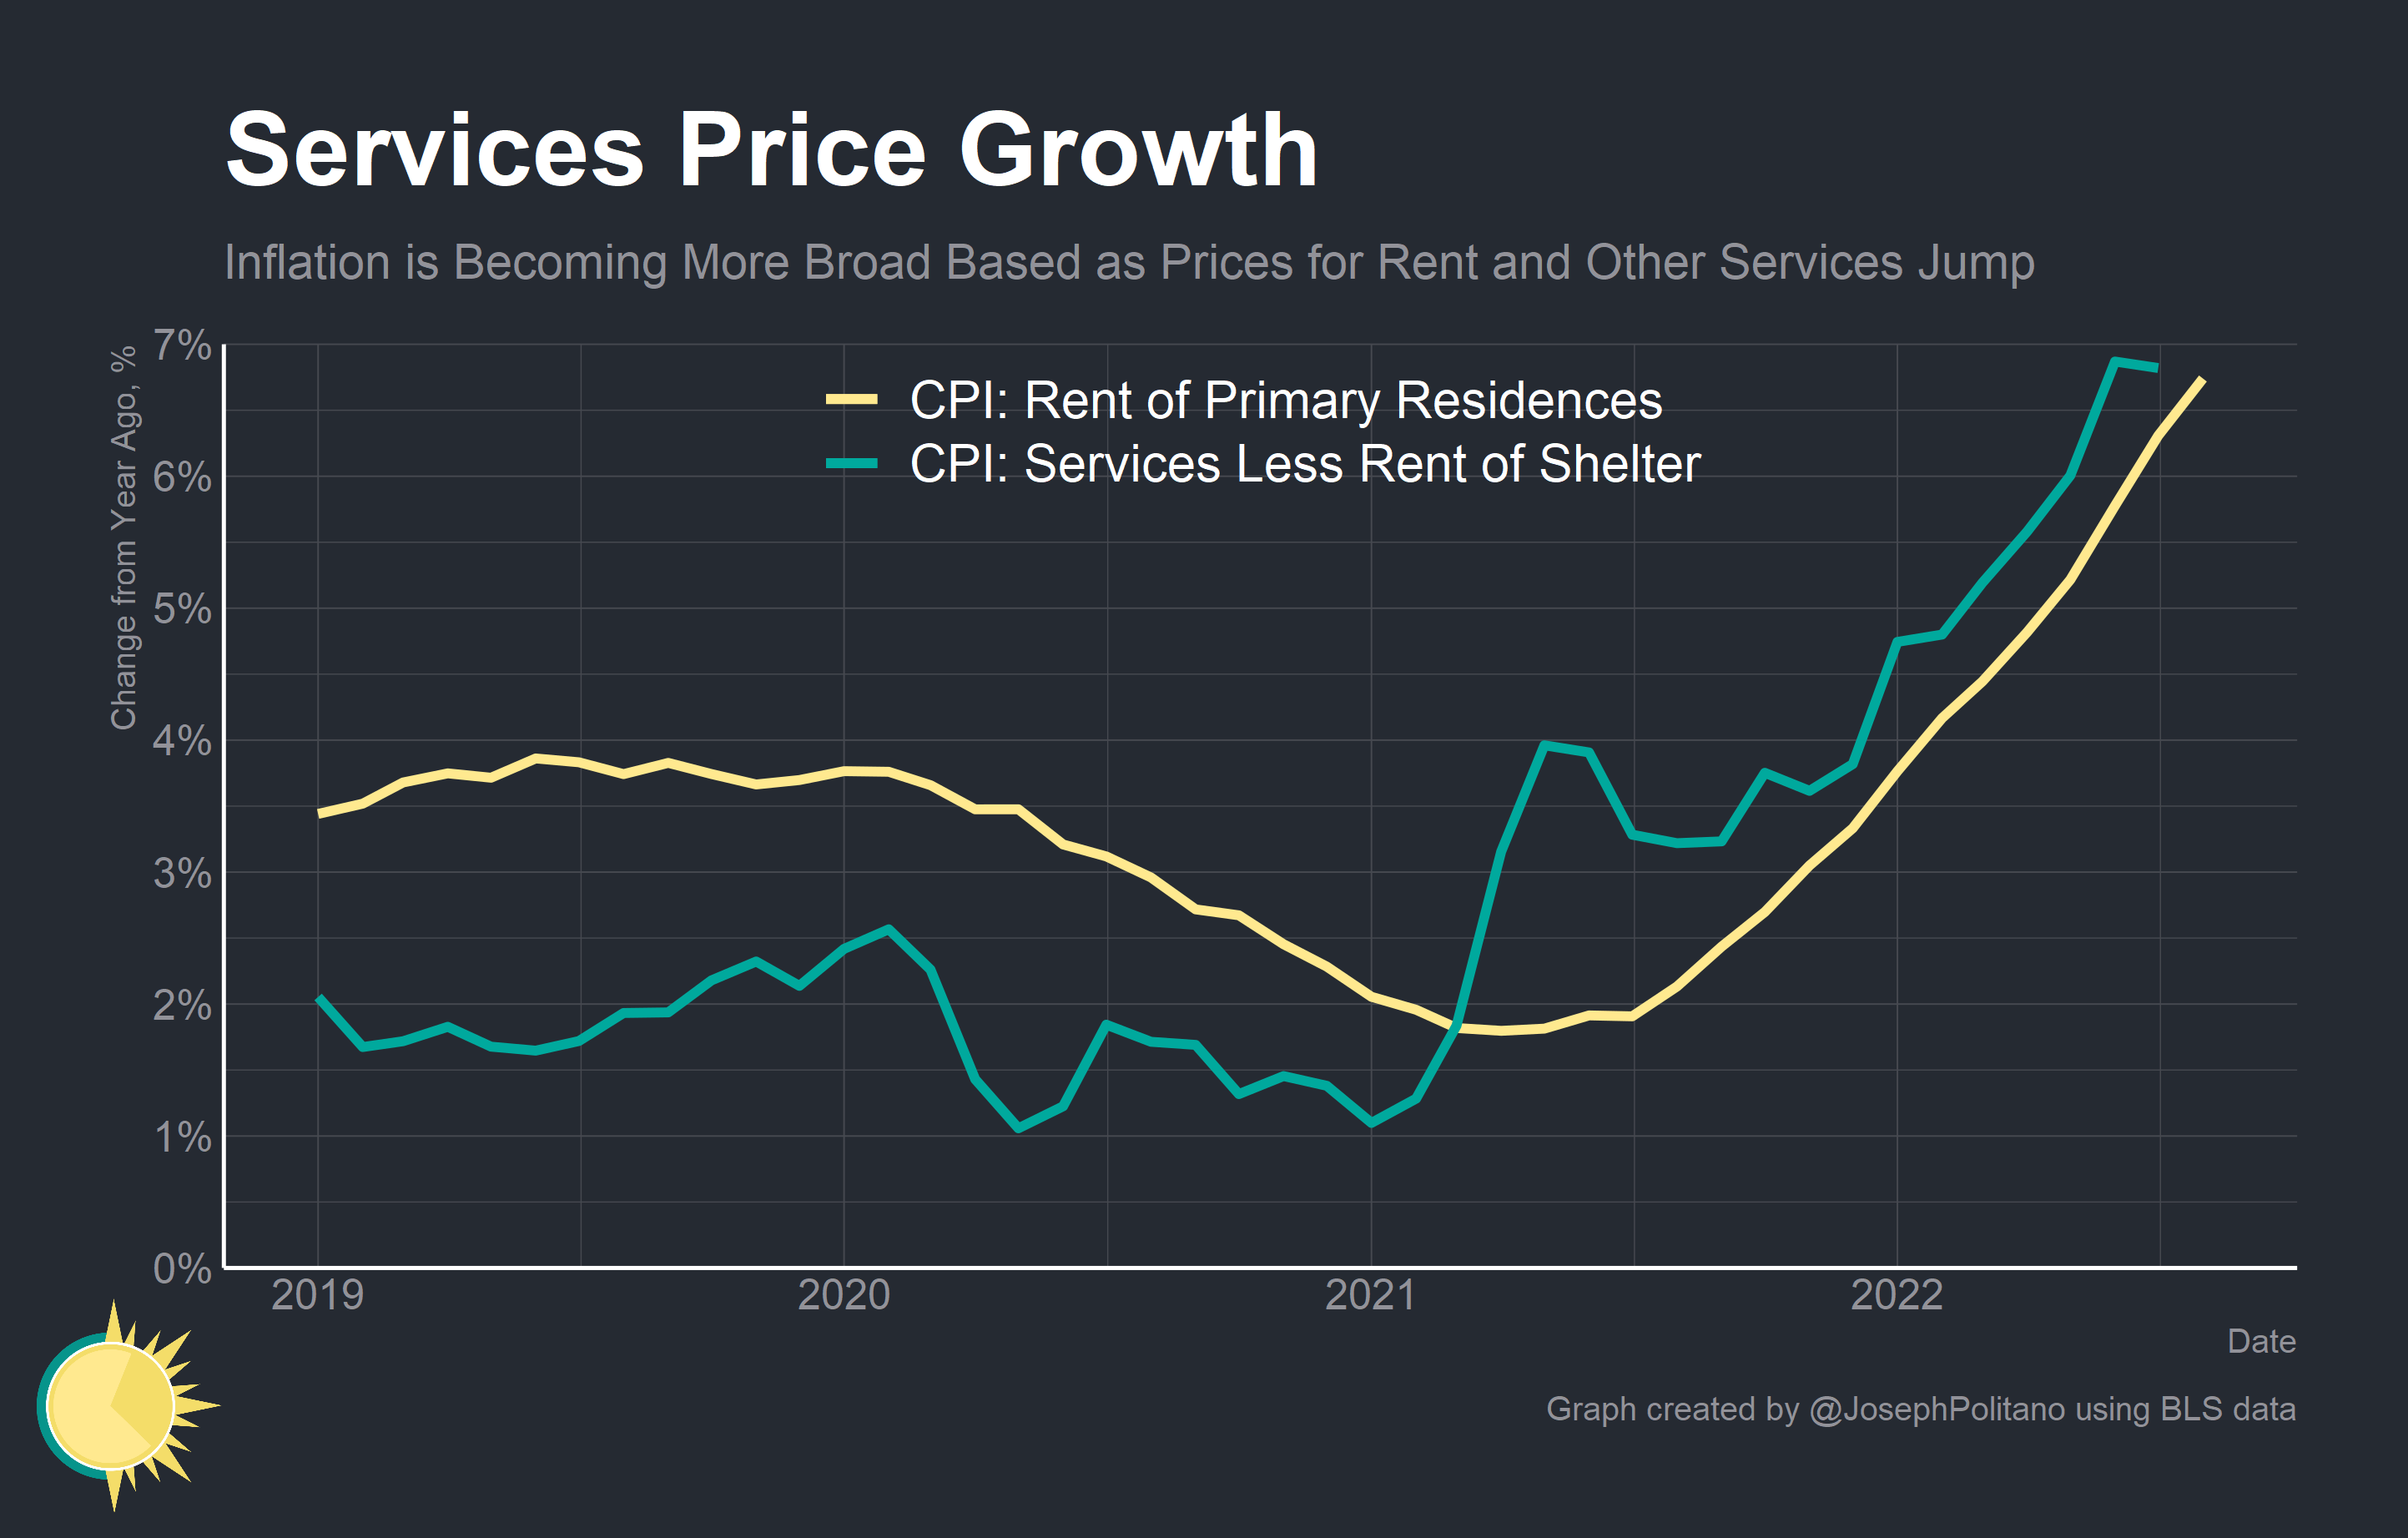 Services Price Growth
Inflation is Becoming More Broad Based as Prices for Rent and Other Services Jump
Change from Year Ago, %
7%
6%
5%
4%
3%
2%
1%
0%
CPI: Rent of Primary Residences
CPI: Services Less Rent of Shelter
2019 2020 2021 2022
Date
Graph created by @JosephPolitano using BLS data